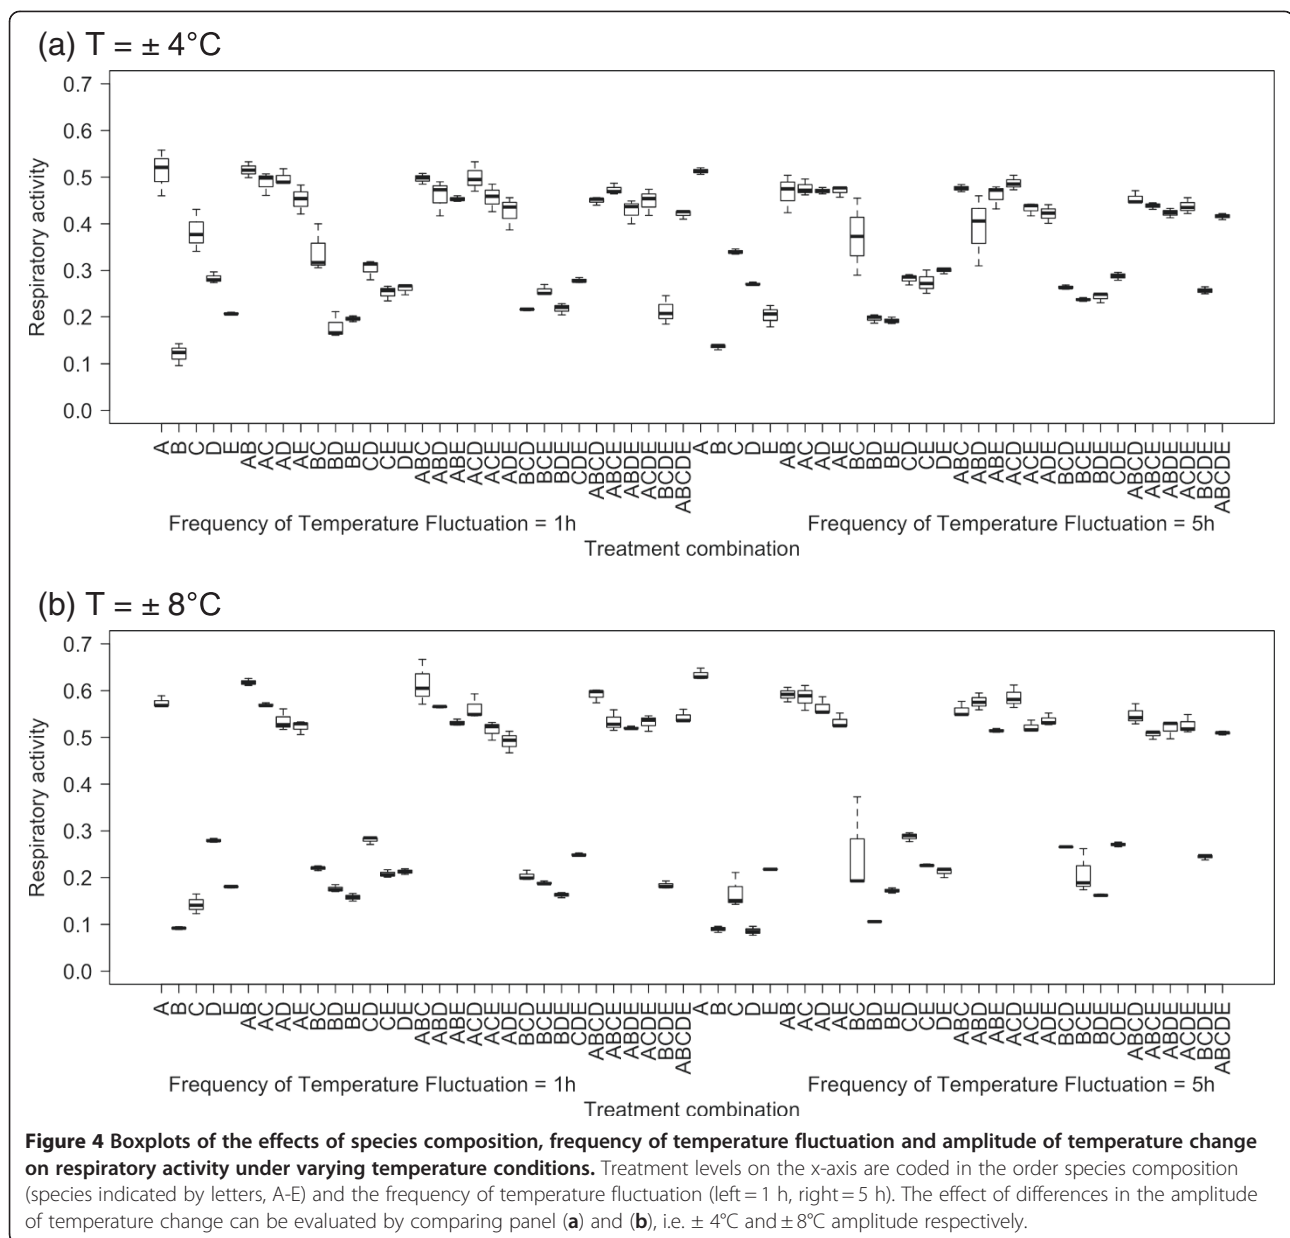 (a) T = ± 4°C
0.7
0.6
0.5
0.4
0.3
0.2
0.1
0.0
Respiratory activity
A B C D E AB AC AD AE BC BD BE CD CE DE ABC ABD ABE ACD ACE ADE BCD BCE BDE CDE ABCD ABCE ABDE ACDE BCDE ABCDE A B C D E AB AC AD AE BC BD BE CD CE DE ABC ABD ABE ACD ACE ADE BCD BCE BDE CDE ABCD ABCE ABDE ACDE BCDE ABCDE
Frequency of Temperature Fluctuation = 1h Frequency of Temperature Fluctuation = 5h
Treatment combination
(b) T = ± 8°C
0.7
0.6
0.5
0.4
0.3
0.2
0.1
0.0
Respiratory activity
A B C D E AB AC AD AE BC BD BE CD CE DE ABC ABD ABE ACD ACE ADE BCD BCE BDE CDE ABCD ABCE ABDE ACDE BCDE ABCDE A B C D E AB AC AD AE BC BD BE CD CE DE ABC ABD ABE ACD ACE ADE BCD BCE BDE CDE ABCD ABCE ABDE ACDE BCDE ABCDE
Frequency of Temperature Fluctuation = 1h Frequency of Temperature Fluctuation = 5h
Treatment combination
Figure 4 Boxplots of the effects of species composition, frequency of temperature fluctuation and amplitude of temperature change
on respiratory activity under varying temperature conditions. Treatment levels on the x-axis are coded in the order species composition
(species indicated by letters, A-E) and the frequency of temperature fluctuation (left = 1 h, right = 5 h). The effect of differences in the amplitude
of temperature change can be evaluated by comparing panel (a) and (b), i.e. ± 4°C and ± 8°C amplitude respectively.